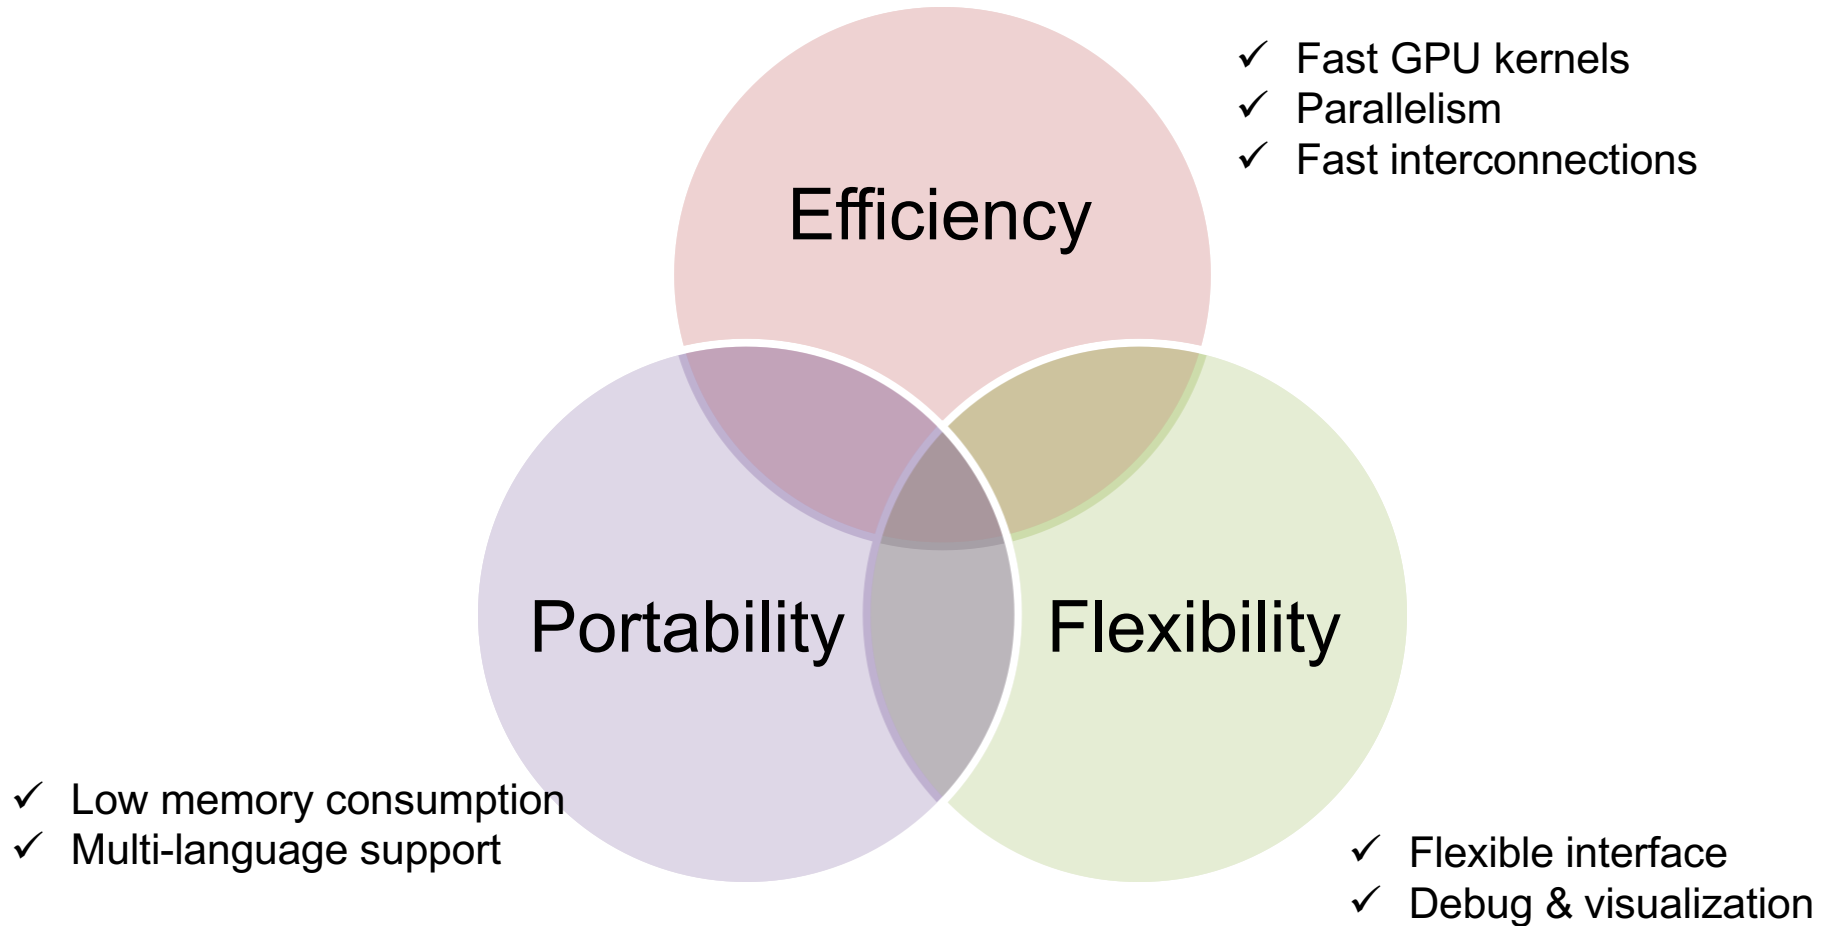 ✓ Fast GPU kernels
✓ Parallelism
✓ Fast interconnections
Efficiency
Portability
Flexibility
✓ Low memory consumption
✓ Multi-language support
✓ Flexible interface
✓ Debug & visualization